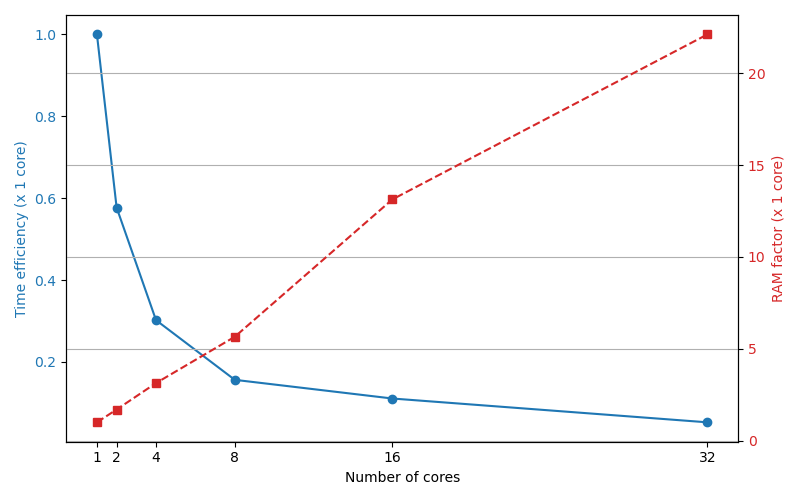 Time efficiency (x 1 core)
1.0
0.8
0.6
0.4
0.2
20
15
10
5
0
RAM factor (x 1 core)
1 2 4 8 16 32
Number of cores